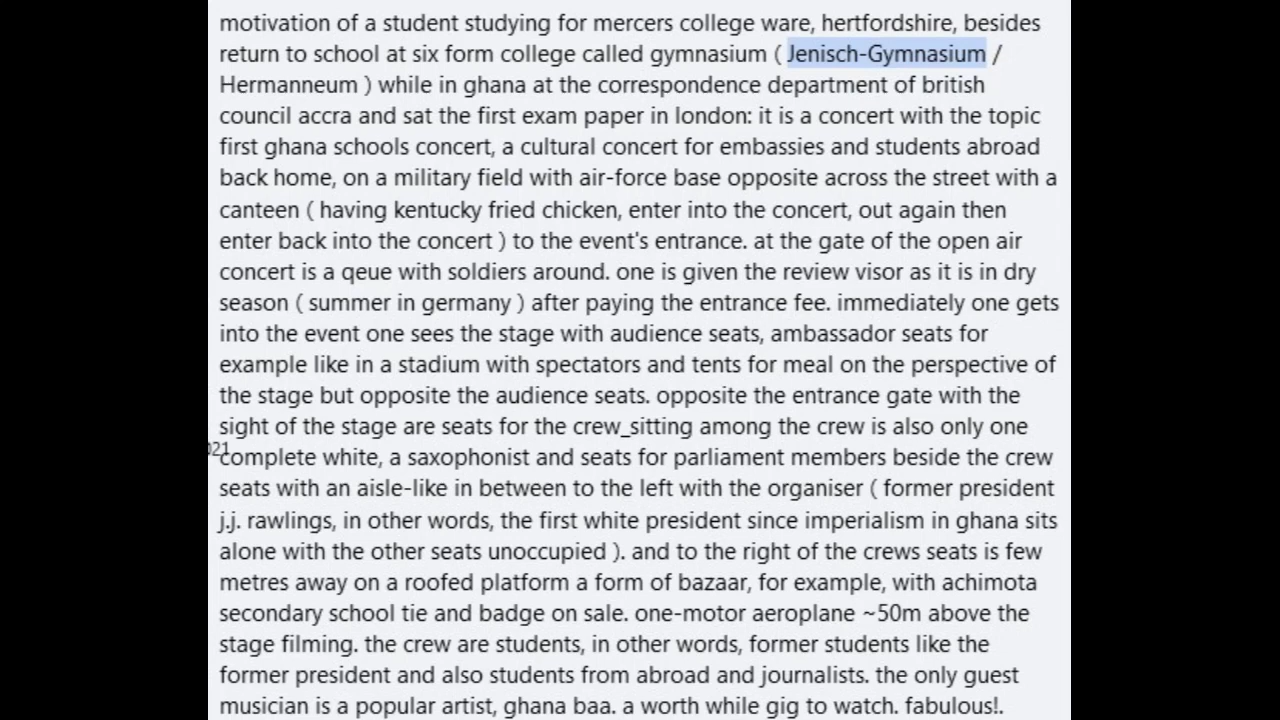 motivation of a student studying for mercers college ware, hertfordshire, besides
return to school at six form college called gymnasium ( Jenisch-Gymnasium /
Hermanneum ) while in ghana at the correspondence department of british
council accra and sat the first exam paper in london: it is a concert with the topic
first ghana schools concert, a cultural concert for embassies and students abroad
back home, on a military field with air-force base opposite across the street with a
canteen ( having kentucky fried chicken, enter into the concert, out again then
enter back into the concert ) to the event's entrance. at the gate of the open air
concert is a qeue with soldiers around. one is given the review visor as it is in dry
season ( summer in germany ) after paying the entrance fee. immediately one gets
into the event one sees the stage with audience seats, ambassador seats for
example like in a stadium with spectators and tents for meal on the perspective of
the stage but opposite the audience seats. opposite the entrance gate with the
sight of the stage are seats for the crew_sitting among the crew is also only one
021
complete white, a saxophonist and seats for parliament members beside the crew
seats with an aisle-like in between to the left with the organiser ( former president
j.j. rawlings, in other words, the first white president since imperialism in ghana sits
alone with the other seats unoccupied ). and to the right of the crews seats is few
metres away on a roofed platform a form of bazaar, for example, with achimota
secondary school tie and badge on sale. one-motor aeroplane ~50m above the
stage filming. the crew are students, in other words, former students like the
former president and also students from abroad and journalists. the only guest
musician is a popular artist, ghana baa. a worth while gig to watch. fabulous!.